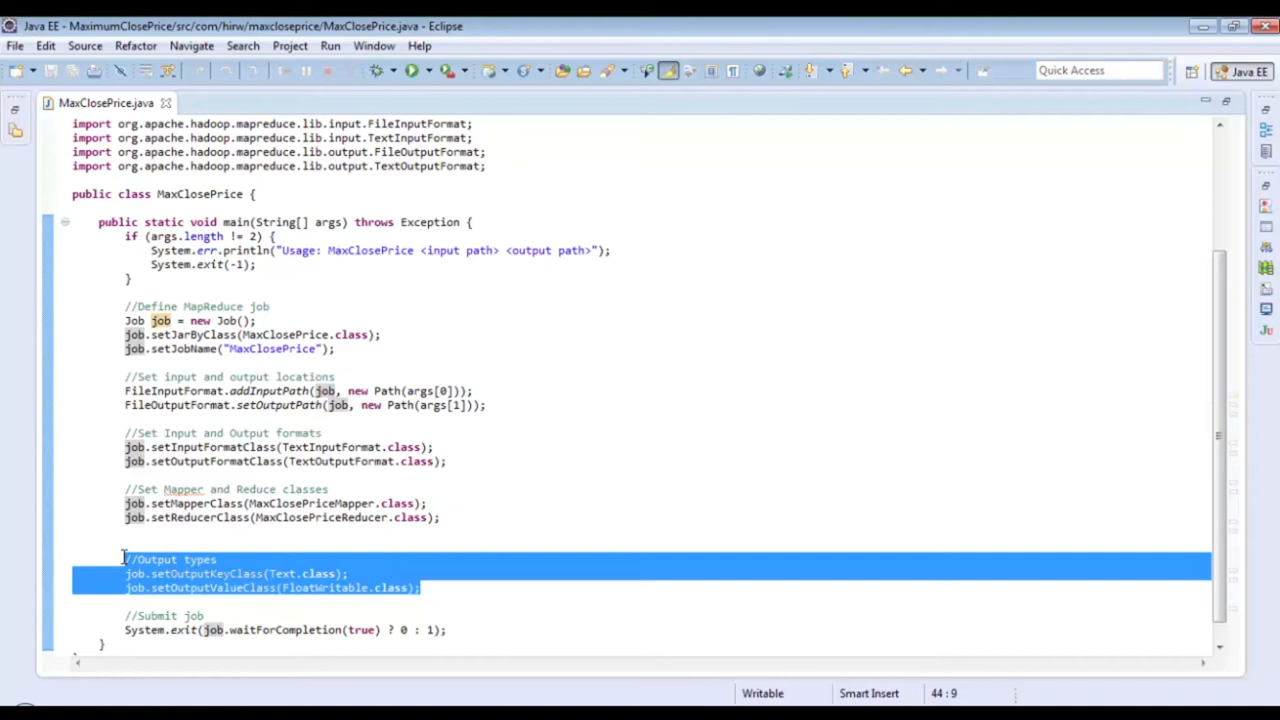 Java EE - MaximumClosePrice/src/com/hirw/maxcloseprice/MaxClosePrice.java - Eclipse
File Edit Source Refactor Navigate Search Project Run Window Help
Quick Access
Java EE
MaxClosePrice.java
import org.apache.hadoop.mapreduce.lib.input.FileInputFormat;
import org.apache.hadoop.mapreduce.lib.input.TextInputFormat;
import org.apache.hadoop.mapreduce.lib.output.FileOutputFormat;
import org.apache.hadoop.mapreduce.lib.output.TextOutputFormat;
public class MaxClosePrice {
public static void main(String[] args) throws Exception {
if (args.length != 2) {
System.err.println("Usage: MaxClosePrice <input path> <output path>");
System.exit(-1);
}
//Define MapReduce job
Job job = new Job();
job.setJarByClass(MaxClosePrice.class);
job.setJobName("MaxClosePrice");
//Set input and output locations
FileInputFormat.addInputPath(job, new Path(args[0]));
FileOutputFormat.setOutputPath(job, new Path(args[1]));
//Set Input and Output formats
job.setInputFormatClass(TextInputFormat.class);
job.setOutputFormatClass(TextOutputFormat.class);
//Set Mapper and Reduce classes
job.setMapperClass(MaxClosePriceMapper.class);
job.setReducerClass(MaxClosePriceReducer.class);
//Output types
job.setOutputKeyClass(Text.class);
job.setOutputValueClass(FloatWritable.class);
//Submit job
System.exit(job.waitForCompletion(true) ? 0 : 1);
}
Writable Smart Insert 44 : 9